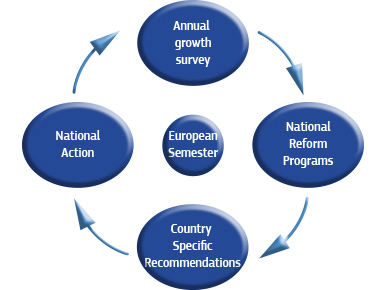 Annual
growth
survey
National
Action
European
Semester
National
Reform
Programs
Country
Specific
Recommendations